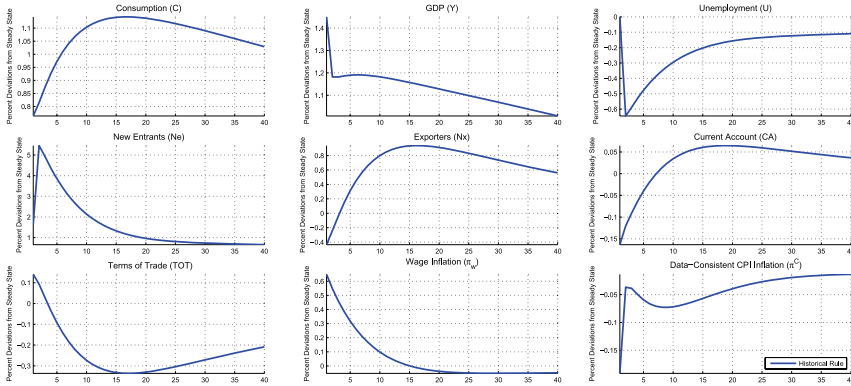 Consumption (C)
GDP (Y)
Unemployment (U)
Percent Deviations from Steady State
1.1
1.05
1
0.95
0.9
0.85
0.8
5 10 15 20 25 30 35 40
Percent Deviations from Steady State
1.4
1.3
1.2
1.1
5 10 15 20 25 30 35 40
Percent Deviations from Steady State
0
−0.1
−0.2
−0.3
−0.4
−0.5
−0.6
5 10 15 20 25 30 35 40
New Entrants (Ne)
Exporters (Nx)
Current Account (CA)
Percent Deviations from Steady State
5
4
3
2
1
5 10 15 20 25 30 35 40
Percent Deviations from Steady State
0.8
0.6
0.4
0.2
0
−0.2
−0.4
5 10 15 20 25 30 35 40
Percent Deviations from Steady State
0.05
0
−0.05
−0.1
−0.15
5 10 15 20 25 30 35 40
Terms of Trade (TOT)
Wage Inflation (π_w)
Data−Consistent CPI Inflation (π^C)
Percent Deviations from Steady State
0.1
0
−0.1
−0.2
−0.3
5 10 15 20 25 30 35 40
Percent Deviations from Steady State
0.6
0.5
0.4
0.3
0.2
0.1
0
5 10 15 20 25 30 35 40
Percent Deviations from Steady State
−0.05
−0.1
−0.15
5 10 15 20 25 30 35 40
Historical Rule